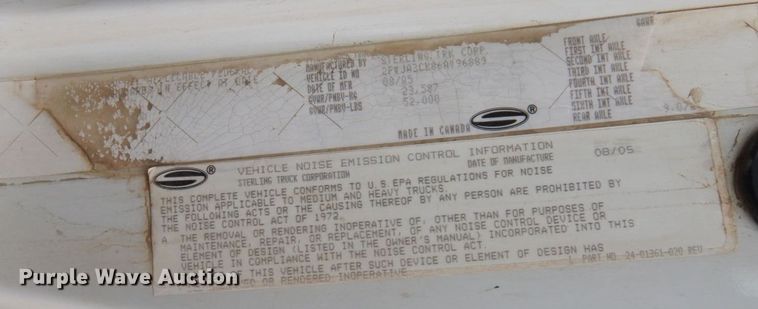 MANUFACTURED BY STERLING TRK CORP.
VEHICLE ID NO
DATE OF MFR 08/05
GVWR/PNBV-KG 23,587
GVWR/PNBV-LBS 52,000
MADE IN CANADA
GAWR
FRONT AXLE
FIRST INT AXLE
SECOND INT AXLE
THIRD INT AXLE
FOURTH INT AXLE
FIFTH INT AXLE
SIXTH INT AXLE
REAR AXLE
VEHICLE NOISE EMISSION CONTROL INFORMATION
STERLING TRUCK CORPORATION DATE OF MANUFACTURE 08/05
THIS COMPLETE VEHICLE CONFORMS TO U.S.EPA REGULATIONS FOR NOISE
EMISSION APPLICABLE TO MEDIUM AND HEAVY TRUCKS.
THE FOLLOWING ACTS OR THE CAUSING THEREOF BY ANY PERSON ARE PROHIBITED BY
THE NOISE CONTROL ACT OF 1972.
A THE REMOVAL OR RENDERING INOPERATIVE OF, OTHER THAN FOR PURPOSES OF
MAINTENANCE, REPAIR, OR REPLACEMENT, OF ANY NOISE CONTROL DEVICE OR
ELEMENT OF DESIGN (LISTED IN THE OWNER'S MANUAL) INCORPORATED INTO THIS
VEHICLE IN COMPLIANCE WITH THE NOISE CONTROL ACT.
OF THIS VEHICLE AFTER SUCH DEVICE OR ELEMENT OF DESIGN HAS
OR RENDERED INOPERATIVE. PART NO. 24-01361-020 REV
Purple Wave Auction